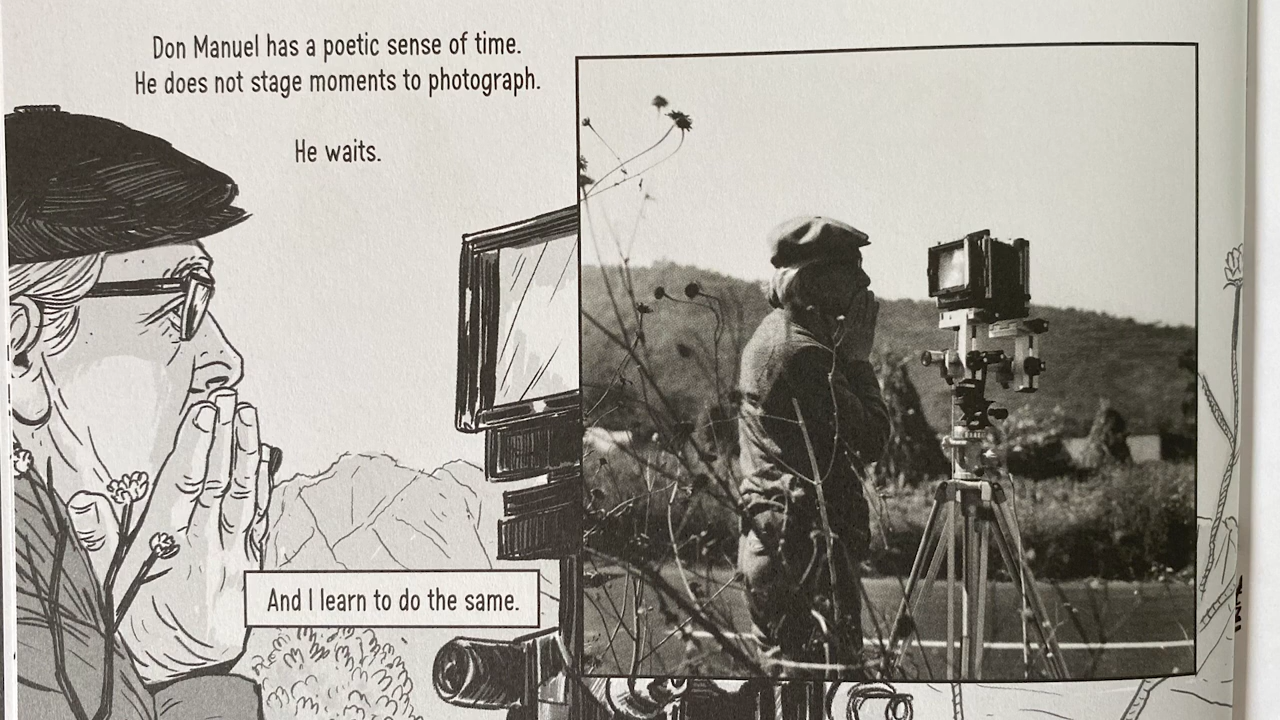 Don Manuel has a poetic sense of time.
He does not stage moments to photograph.
He waits.
And I learn to do the same.